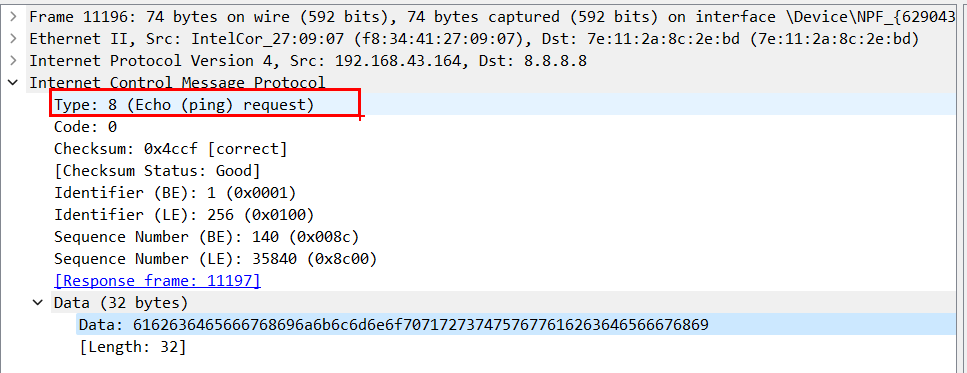 Frame 11196: 74 bytes on wire (592 bits), 74 bytes captured (592 bits) on interface \Device\NPF_{629043
Ethernet II, Src: IntelCor_27:09:07 (f8:34:41:27:09:07), Dst: 7e:11:2a:8c:2e:bd (7e:11:2a:8c:2e:bd)
Internet Protocol Version 4, Src: 192.168.43.164, Dst: 8.8.8.8
Internet Control Message Protocol
Type: 8 (Echo (ping) request)
Code: 0
Checksum: 0x4ccf [correct]
[Checksum Status: Good]
Identifier (BE): 1 (0x0001)
Identifier (LE): 256 (0x0100)
Sequence Number (BE): 140 (0x008c)
Sequence Number (LE): 35840 (0x8c00)
[Response frame: 11197]
Data (32 bytes)
Data: 6162636465666768696a6b6c6d6e6f7071727374757677616263646566676869
[Length: 32]